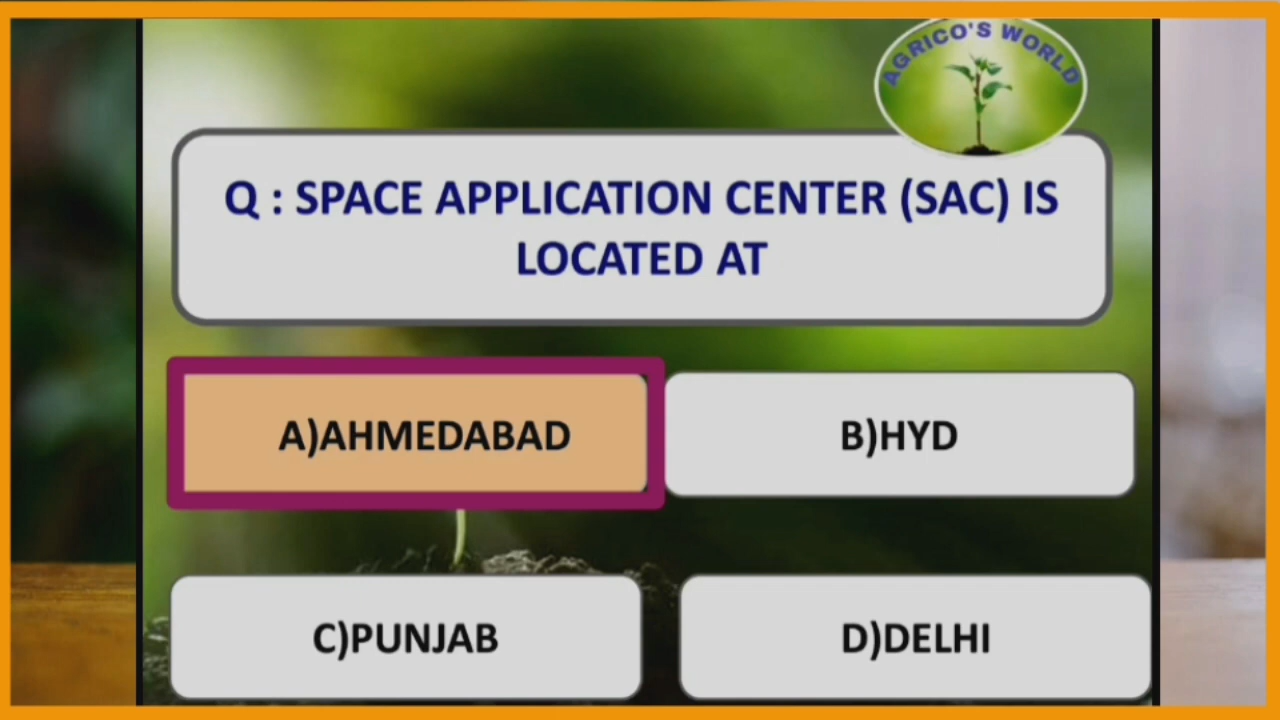 AGRICO'S WORLD
Q : SPACE APPLICATION CENTER (SAC) IS
LOCATED AT
A)AHMEDABAD
B)HYD
C)PUNJAB
D)DELHI